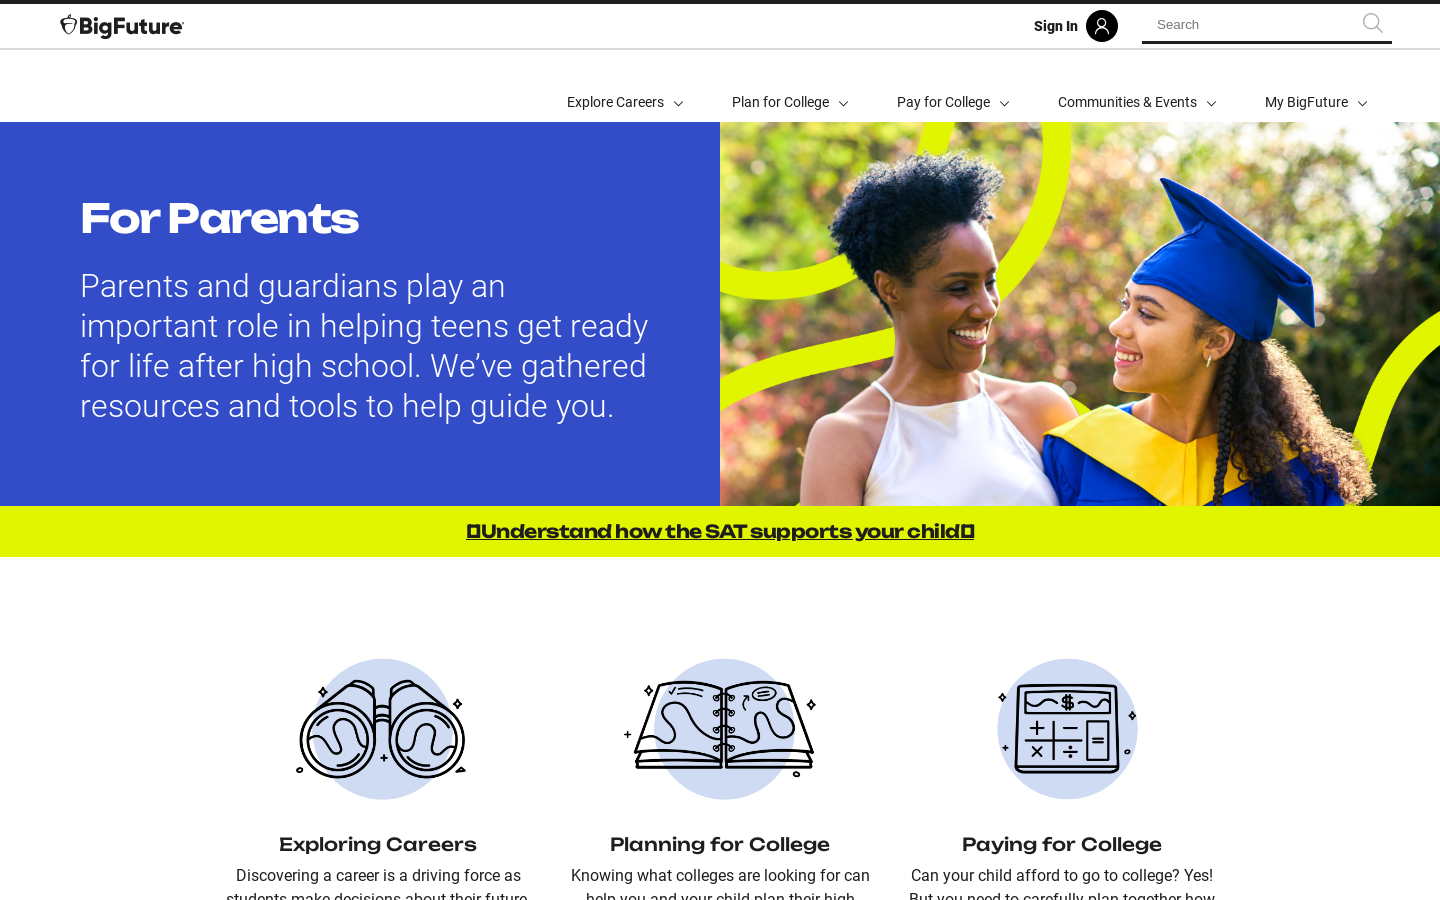 BigFuture
Sign In
Search
Explore Careers
Plan for College
Pay for College
Communities & Events
My BigFuture
For Parents
Parents and guardians play an
important role in helping teens get ready
for life after high school. We’ve gathered
resources and tools to help guide you.
Understand how the SAT supports your child
Exploring Careers
Discovering a career is a driving force as
students make decisions about their future
Planning for College
Knowing what colleges are looking for can
help you and your child plan their high
Paying for College
Can your child afford to go to college? Yes!
But you need to carefully plan together how